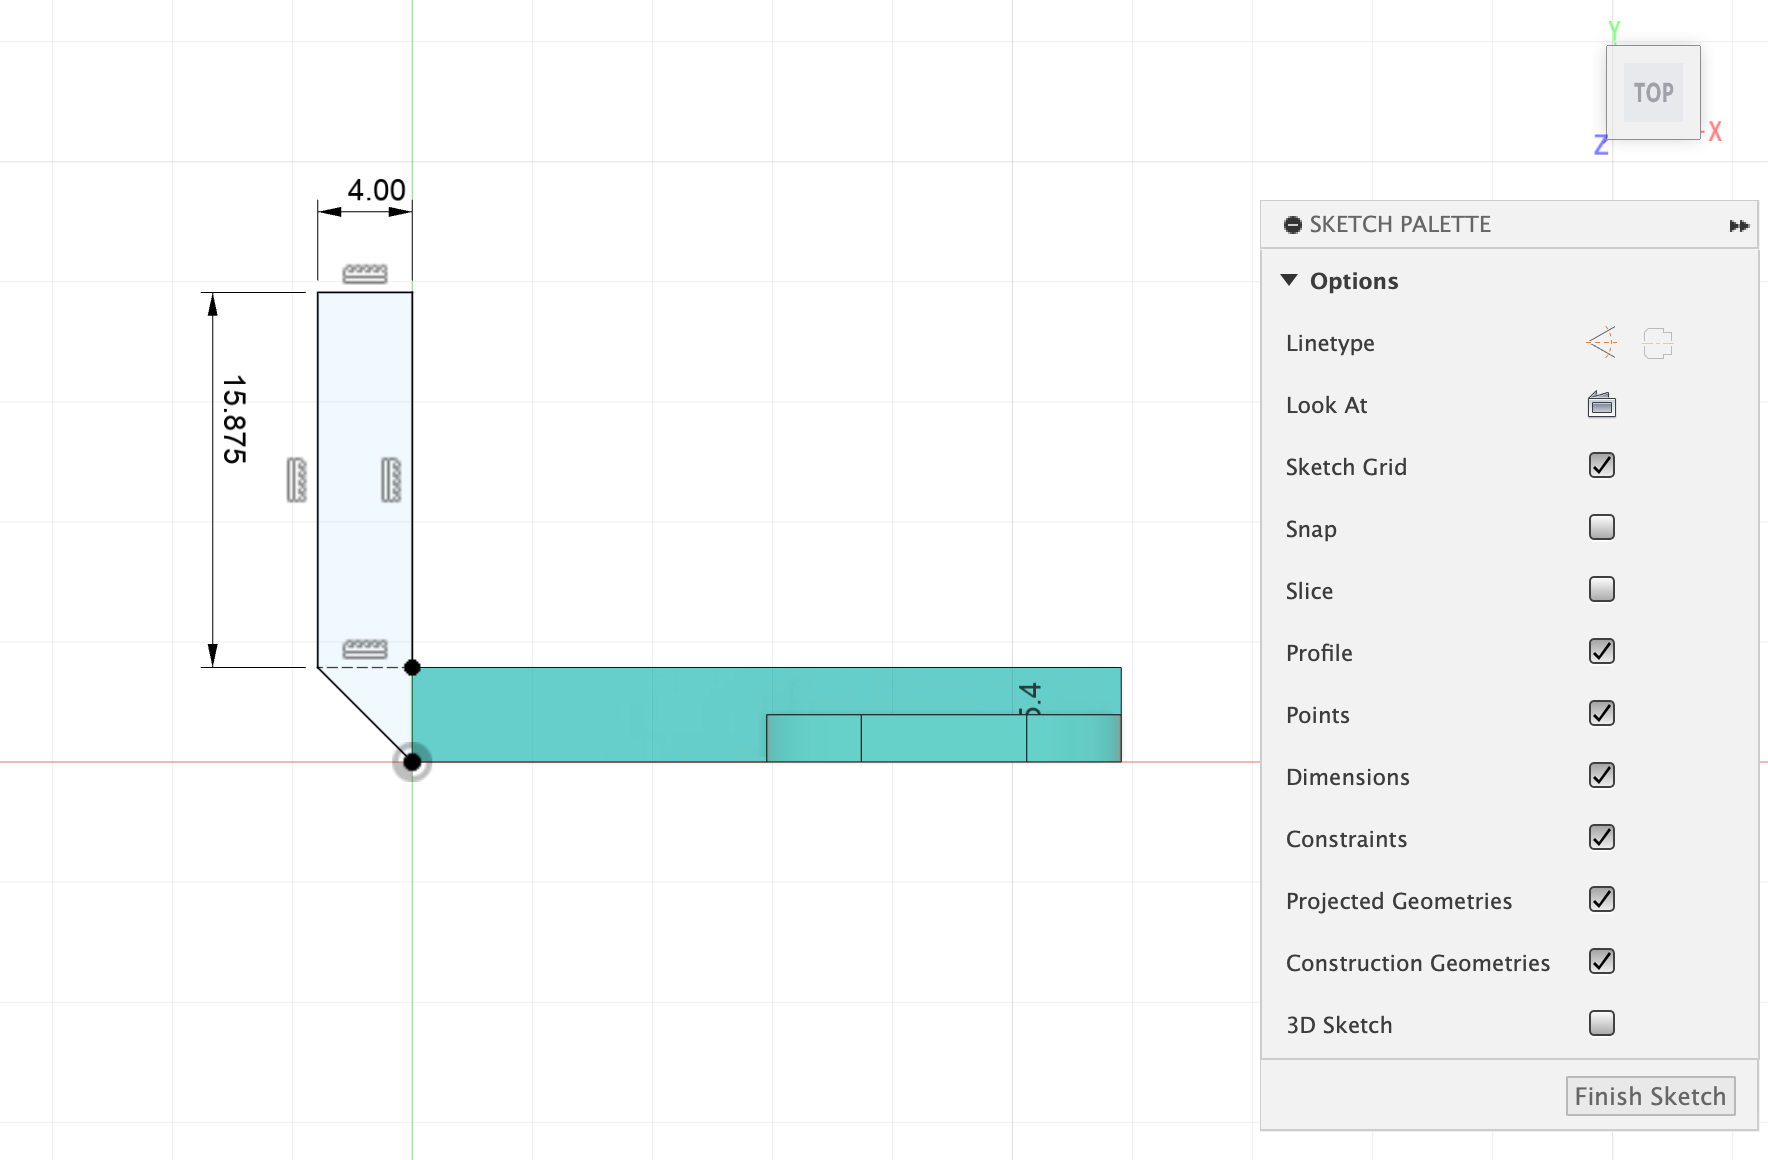 Y
TOP
X
Z
4.00
15.875
5.4
SKETCH PALETTE
Options
Linetype
Look At
Sketch Grid
Snap
Slice
Profile
Points
Dimensions
Constraints
Projected Geometries
Construction Geometries
3D Sketch
Finish Sketch